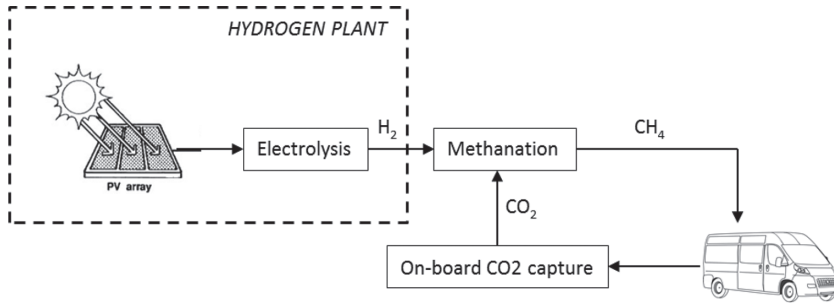 HYDROGEN PLANT
PV array
Electrolysis
H₂
Methanation
CH₄
CO₂
On-board CO2 capture